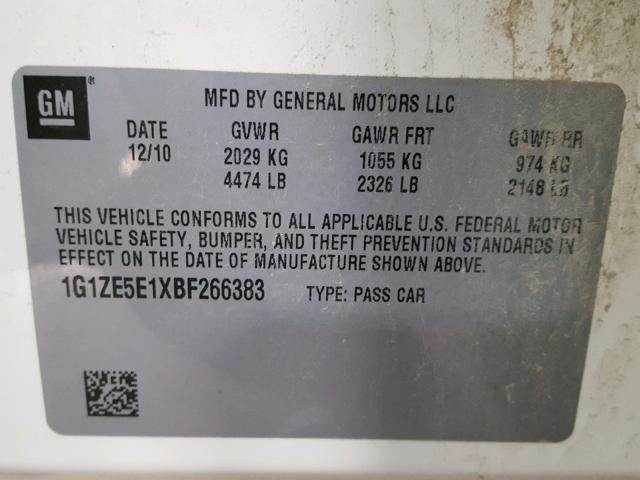 GM®
MFD BY GENERAL MOTORS LLC
DATE GVWR GAWR FRT GAWR RR
12/10 2029 KG 1055 KG 974 KG
4474 LB 2326 LB 2148 LB
THIS VEHICLE CONFORMS TO ALL APPLICABLE U.S. FEDERAL MOTOR
VEHICLE SAFETY, BUMPER, AND THEFT PREVENTION STANDARDS IN
EFFECT ON THE DATE OF MANUFACTURE SHOWN ABOVE.
1G1ZE5E1XBF266383 TYPE: PASS CAR